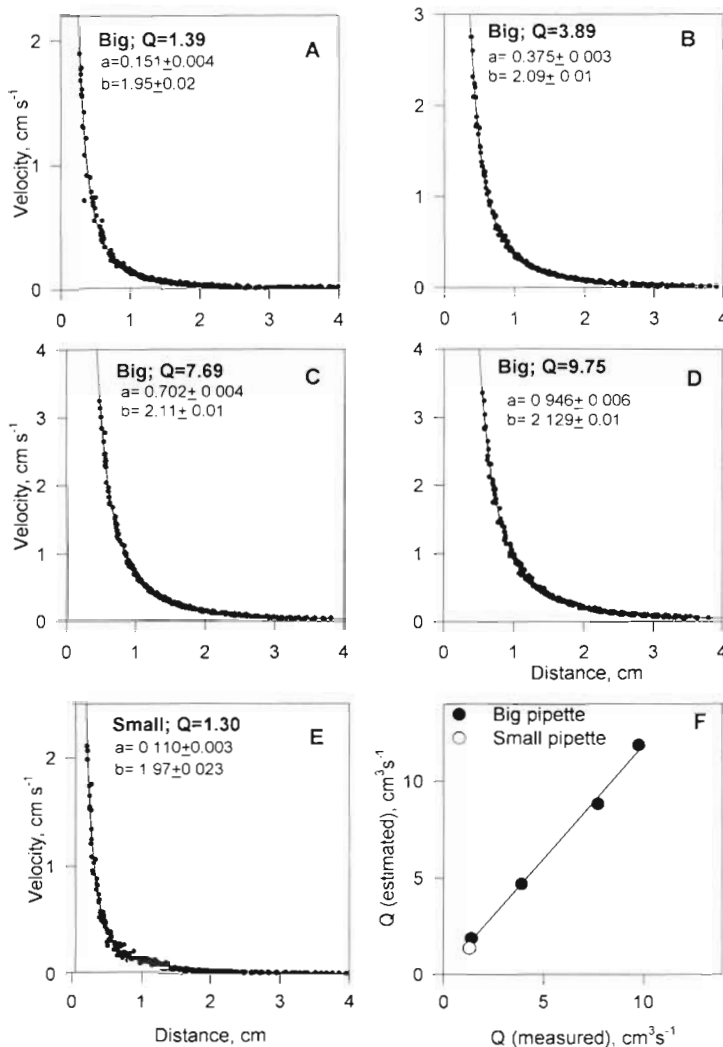 Big; Q=1.39
A
a=0.151±0.004
b=1.95±0.02
Velocity, cm s-1
2
1
0
0 1 2 3 4
Big; Q=3.89
B
a= 0.375± 0 003
b= 2.09± 0 01
3
2
1
0
0 1 2 3 4
Big; Q=7.69
C
a= 0.702± 0 004
b= 2.11± 0.01
Velocity, cm s-1
4
3
2
1
0
0 1 2 3 4
Big; Q=9.75
D
a= 0 946± 0.006
b= 2 129± 0.01
4
3
2
1
0
0 1 2 3 4
Distance, cm
Small; Q=1.30
E
a= 0 110±0.003
b= 1 97±0 023
Velocity, cm s-1
2
1
0
0 1 2 3 4
Distance, cm
Big pipette
F
Small pipette
Q (estimated), cm3s-1
10
5
0
0 5 10
Q (measured), cm3s-1